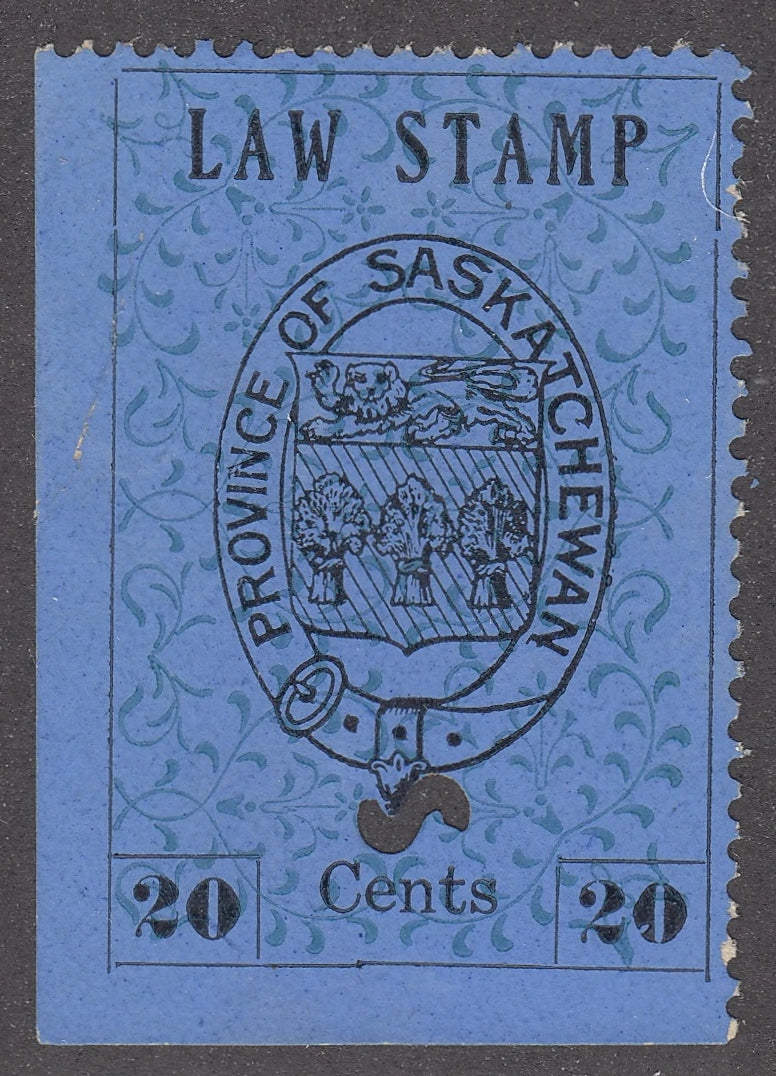 LAW STAMP
PROVINCE OF SASKATCHEWAN
Cents
20 20